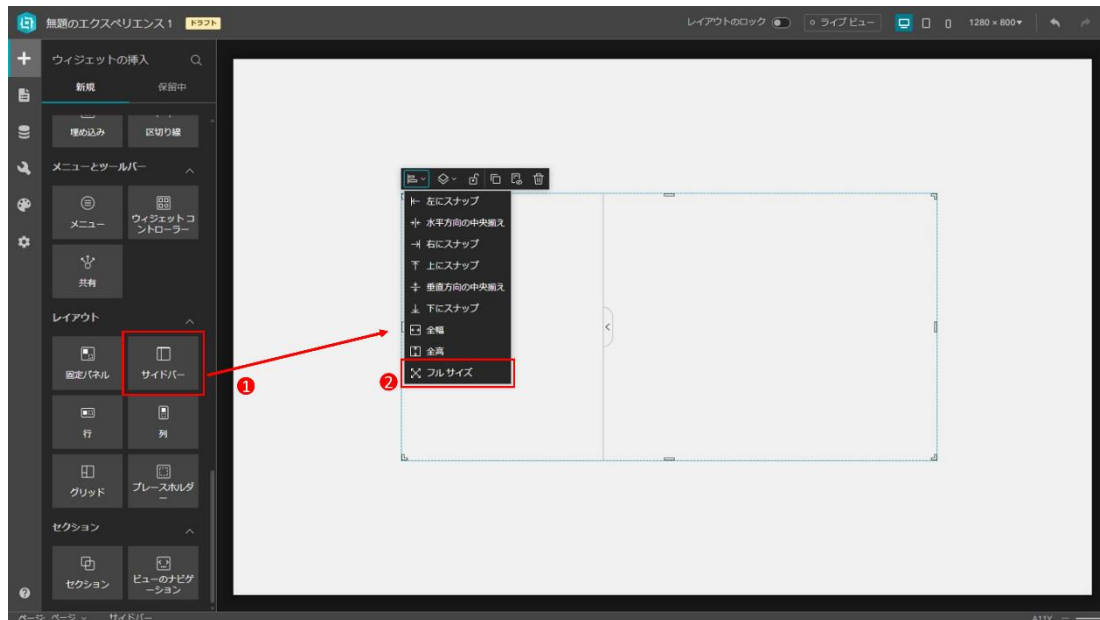 無題のエクスペリエンス 1 ドラフト
レイアウトのロック
ライブ ビュー
1280 × 800
ウィジェットの挿入
新規
保留中
埋め込み
区切り線
メニューとツールバー
メニュー
ウィジェット コ
ントローラー
共有
レイアウト
固定パネル
サイドバー
行
列
グリッド
プレースホルダ
ー
セクション
セクション
ビューのナビゲ
ーション
1
左にスナップ
水平方向の中央揃え
右にスナップ
上にスナップ
垂直方向の中央揃え
下にスナップ
全幅
全高
2
フル サイズ
ページ: ページ
サイドバー
A11Y